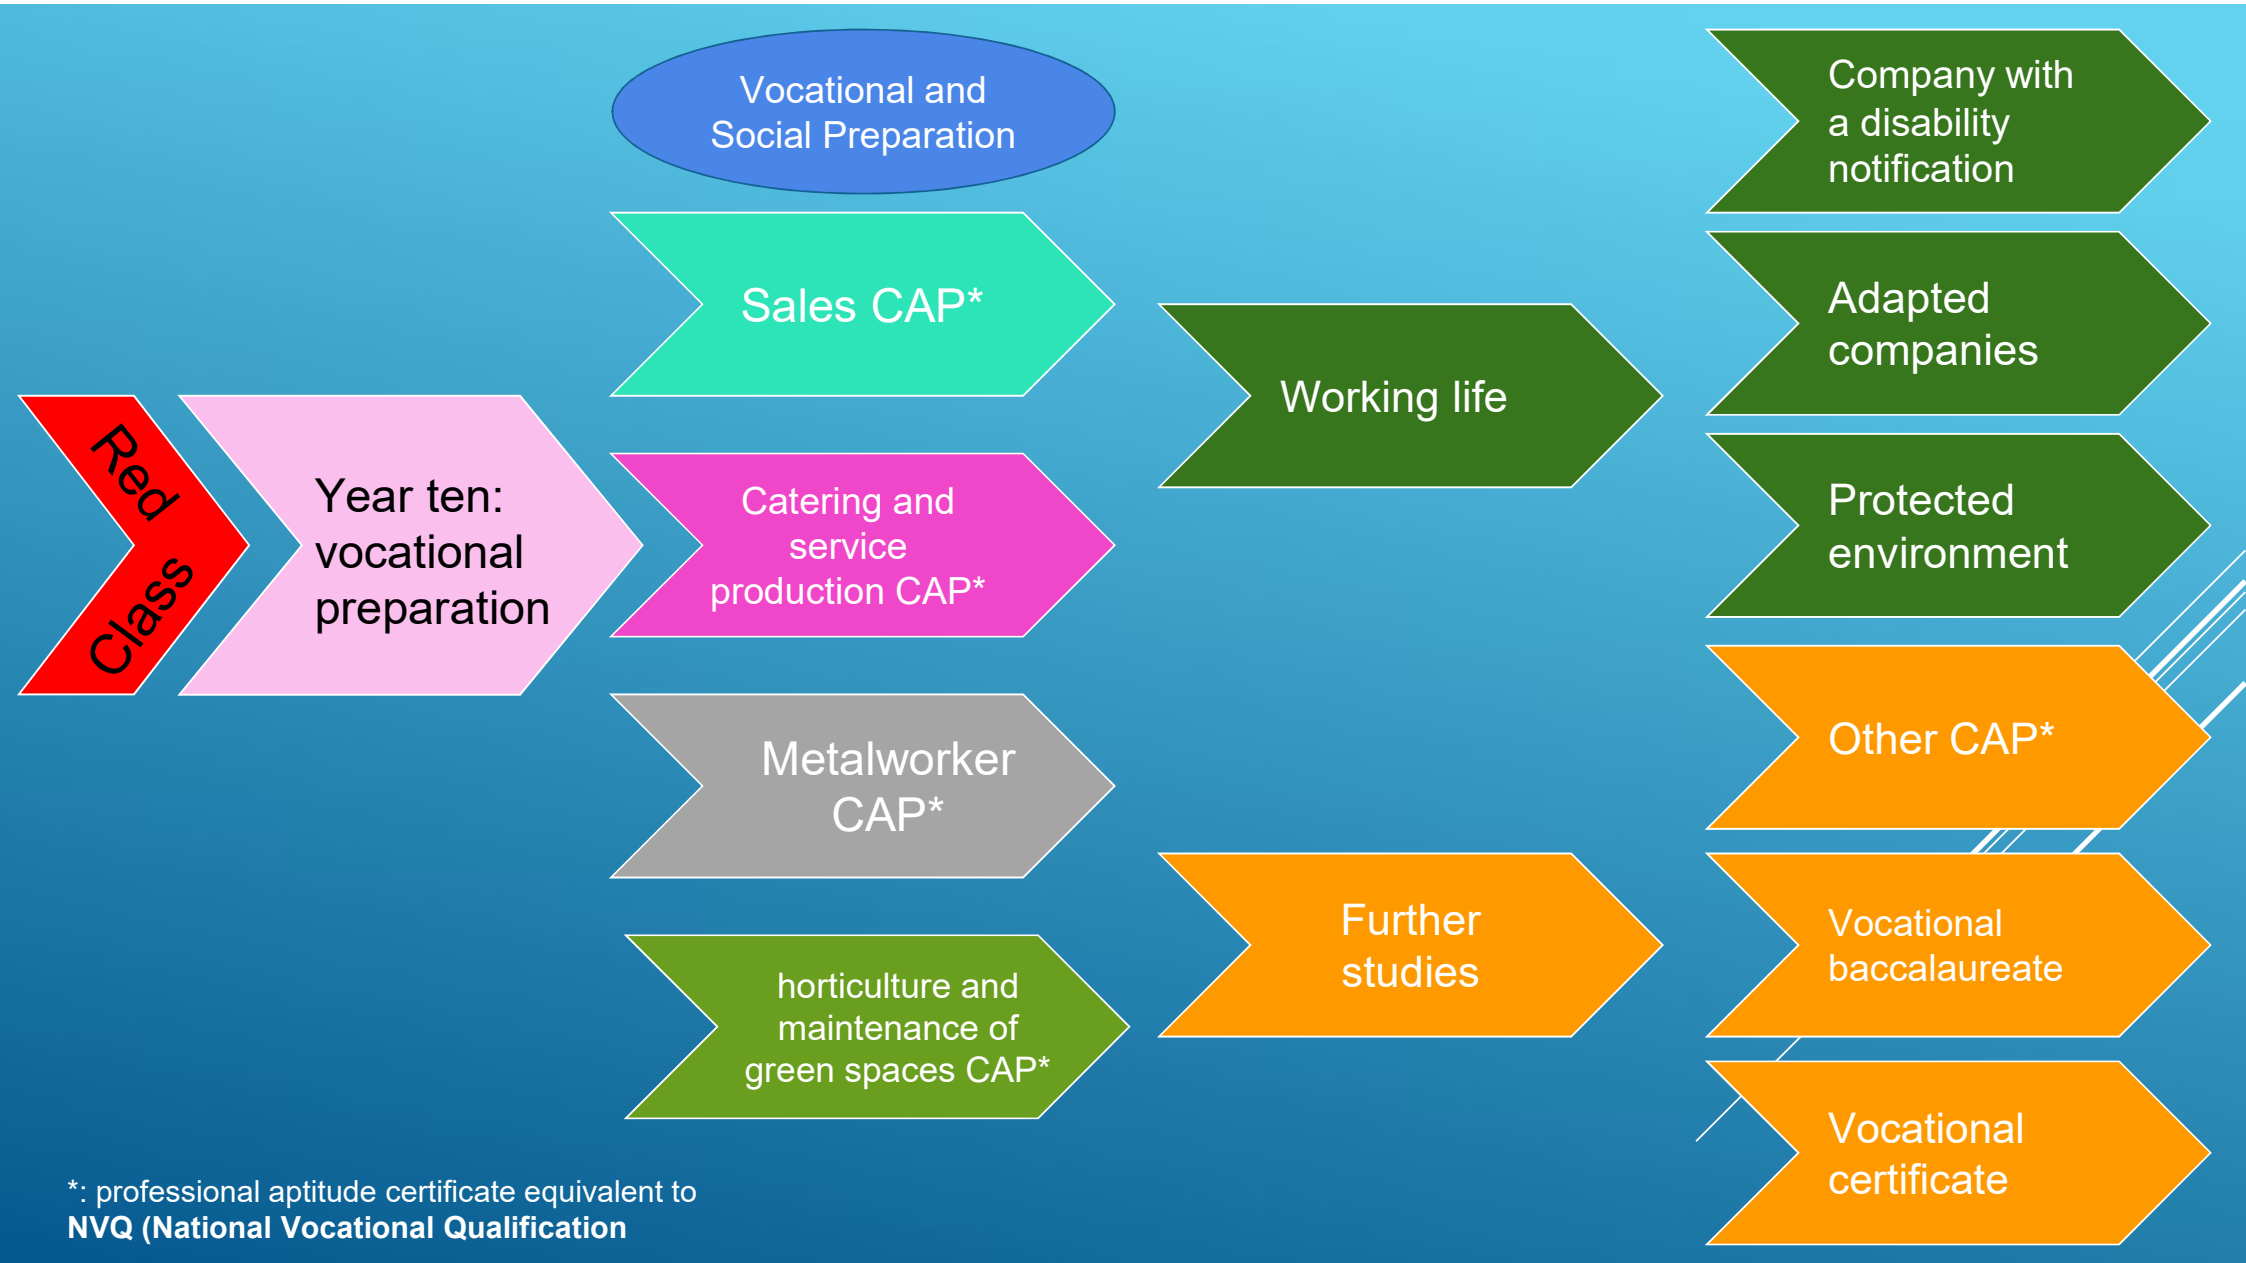 Red
Class
Year ten:
vocational
preparation
Vocational and
Social Preparation
Sales CAP*
Catering and
service
production CAP*
Metalworker
CAP*
horticulture and
maintenance of
green spaces CAP*
Working life
Further
studies
Company with
a disability
notification
Adapted
companies
Protected
environment
Other CAP*
Vocational
baccalaureate
Vocational
certificate
*: professional aptitude certificate equivalent to
NVQ (National Vocational Qualification